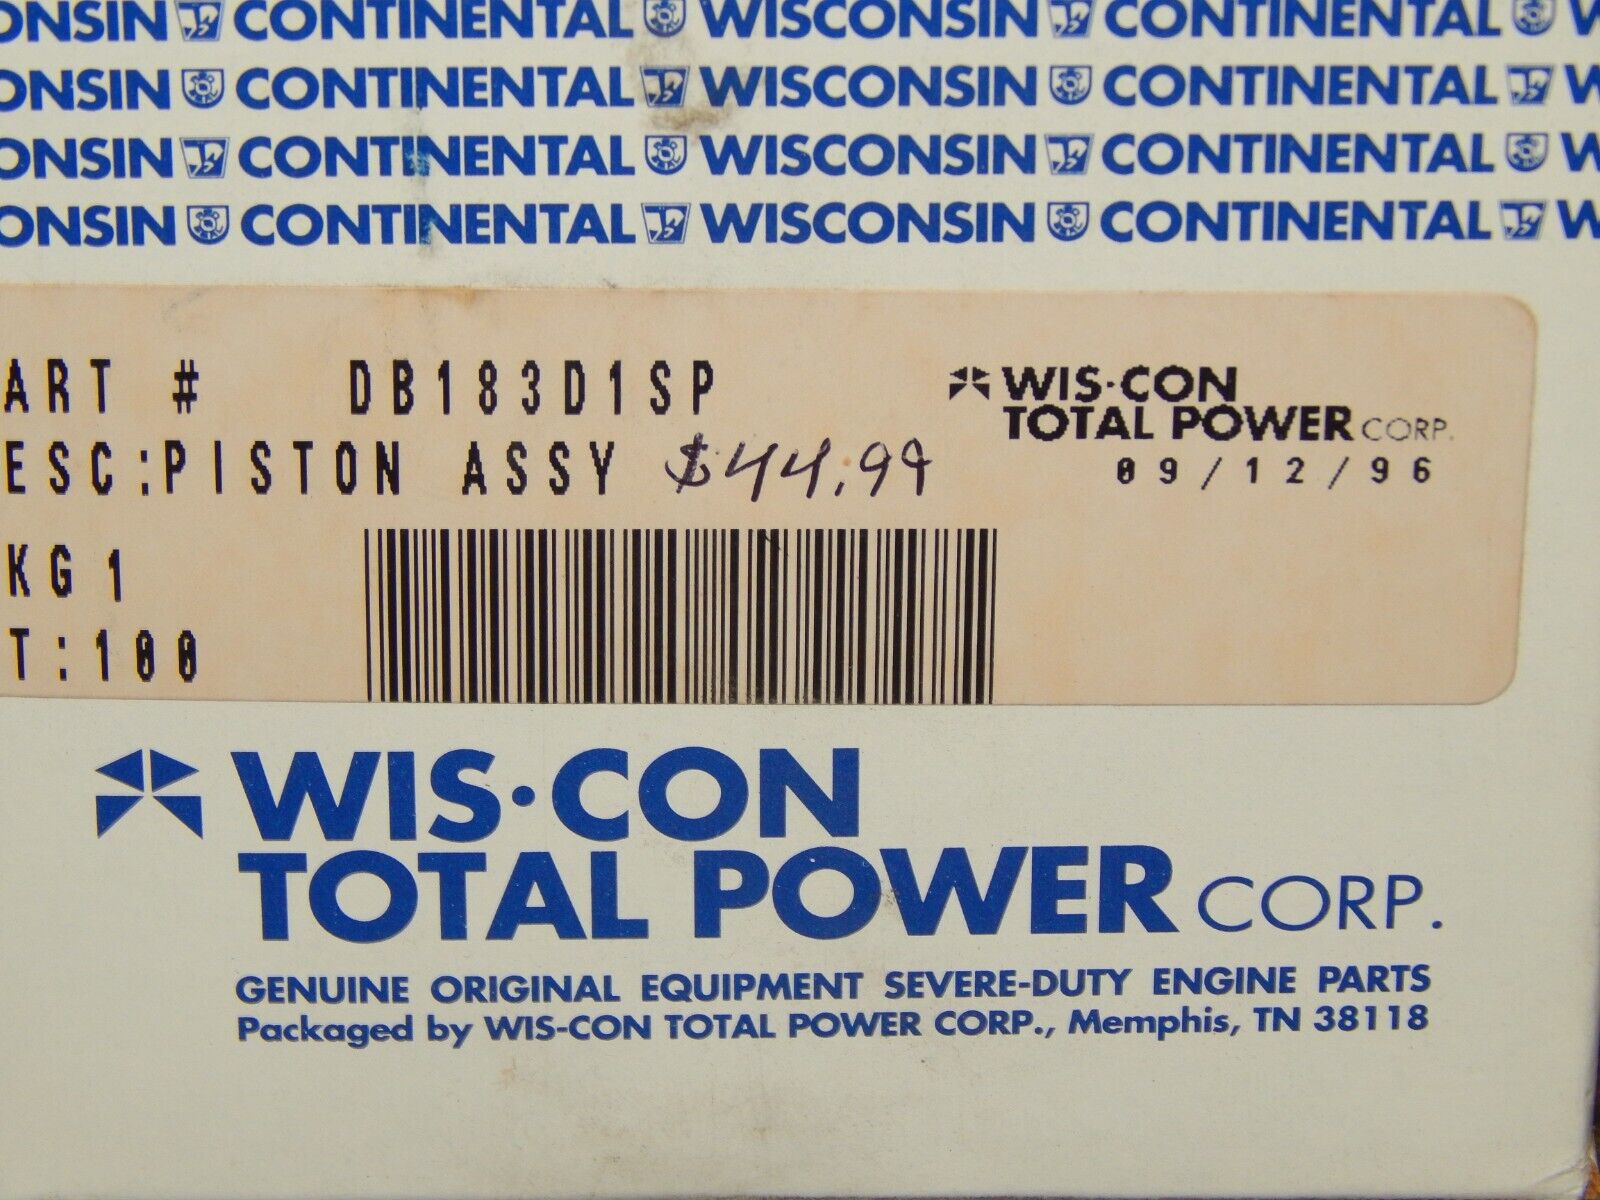 ONSIN CONTINENTAL WISCONSIN CONTINENTAL W
ONSIN CONTINENTAL WISCONSIN CONTINENTAL W
ONSIN CONTINENTAL WISCONSIN CONTINENTAL W
ONSIN CONTINENTAL WISCONSIN CONTINENTAL W
ART # DB183D1SP
ESC:PISTON ASSY $44.99
KG 1
T:100
WIS·CON
TOTAL POWER CORP.
09/12/96
WIS·CON
TOTAL POWER CORP.
GENUINE ORIGINAL EQUIPMENT SEVERE-DUTY ENGINE PARTS
Packaged by WIS-CON TOTAL POWER CORP., Memphis, TN 38118